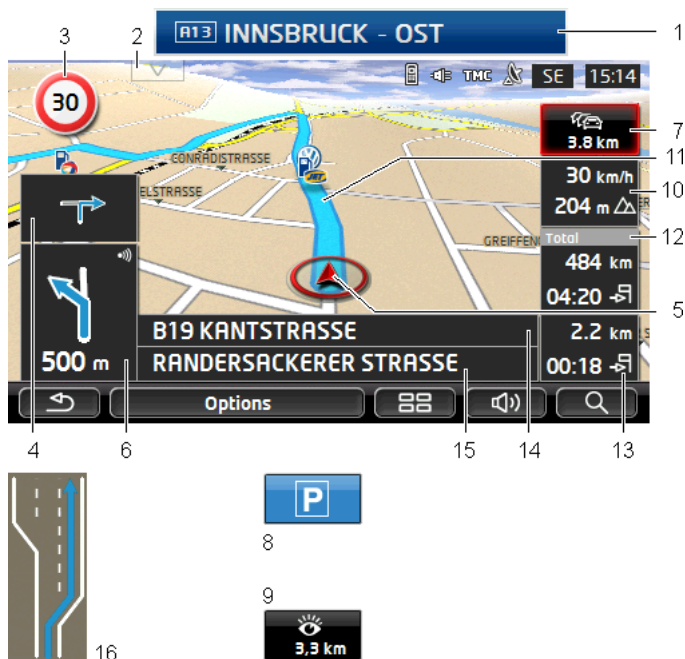 A13 INNSBRUCK - OST
1
3
2
30
TMC SE 15:14
7
3.8 km
11
CONRADISTRASSE
JET
30 km/h
10
ELSTRASSE
204 m
GREIFFEN
Total
12
484 km
04:20
5
B19 KANTSTRASSE
2.2 km
500 m
RANDERSACKERER STRASSE
00:18
Options
4
6
15
14
13
P
8
9
3,3 km
16